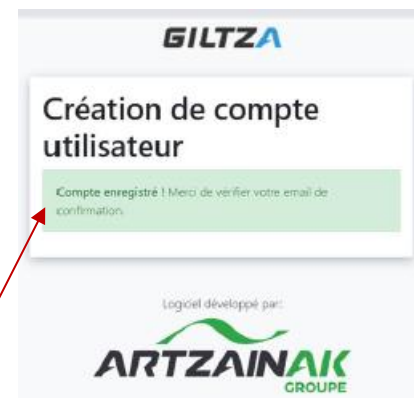 GILTZA
Création de compte
utilisateur
Compte enregistré ! Merci de vérifier votre email de
confirmation.
Logiciel développé par:
ARTZAINAK
GROUPE